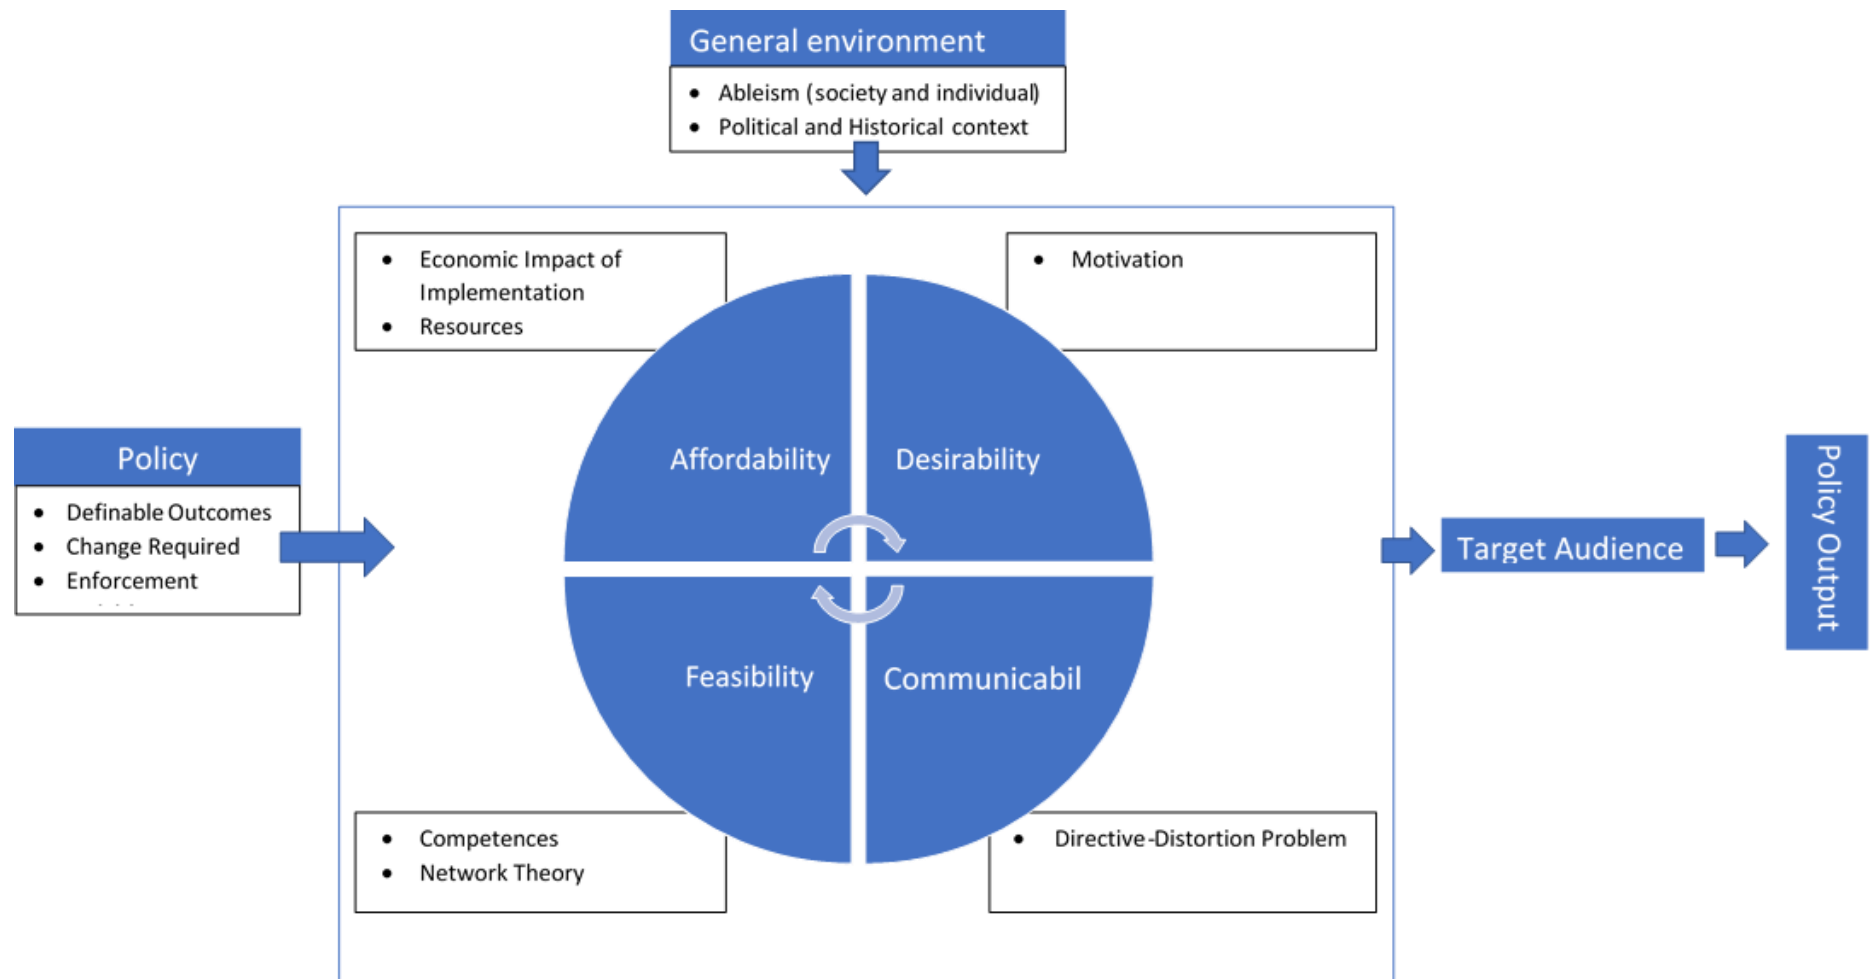 General environment
Ableism (society and individual)
Political and Historical context
Economic Impact of
Implementation
Resources
Motivation
Affordability
Desirability
Policy
Definable Outcomes
Change Required
Enforcement
Target Audience
Policy Output
Feasibility
Communicabil
Competences
Network Theory
Directive-Distortion Problem